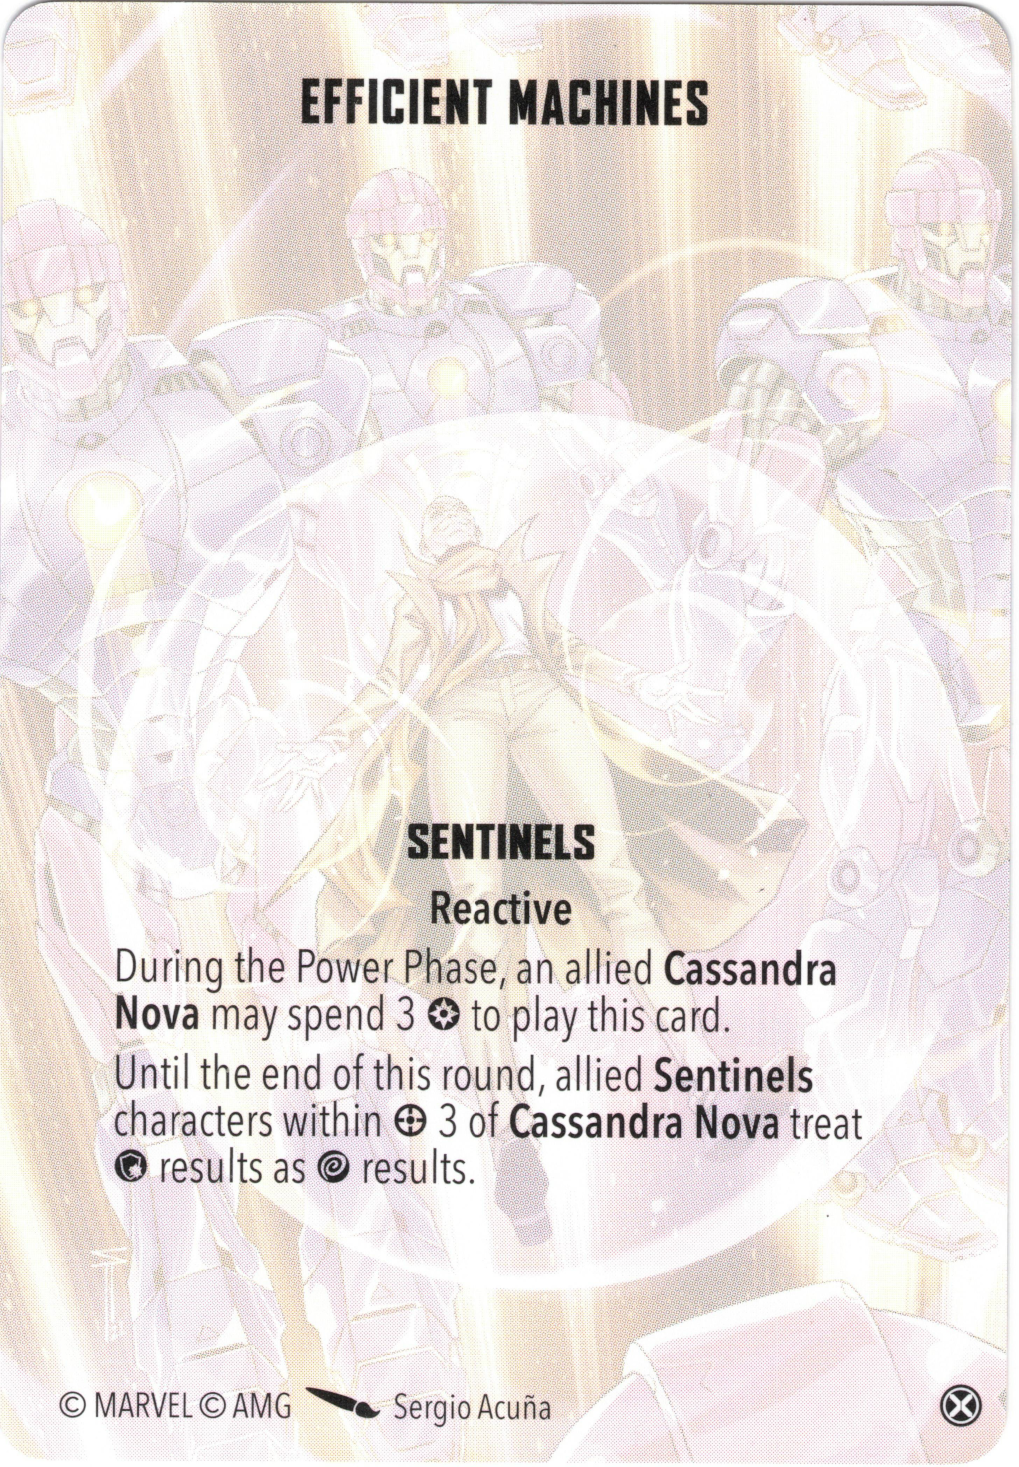 EFFICIENT MACHINES
SENTINELS
Reactive
During the Power Phase, an allied Cassandra
Nova may spend 3 to play this card.
Until the end of this round, allied Sentinels
characters within 3 of Cassandra Nova treat
results as results.
© MARVEL © AMG Sergio Acuña